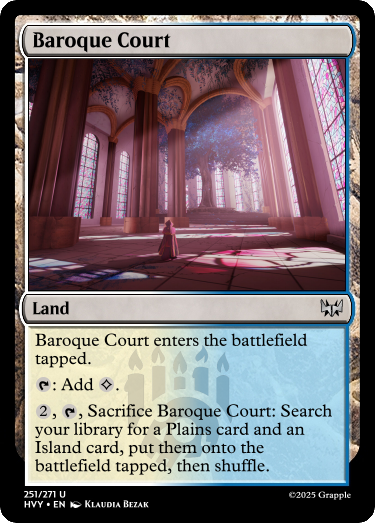 Baroque Court
Land
Baroque Court enters the battlefield
tapped.
: Add .
2, , Sacrifice Baroque Court: Search
your library for a Plains card and an
Island card, put them onto the
battlefield tapped, then shuffle.
251/271 U
HVY • EN Klaudia Bezak
©2025 Grapple